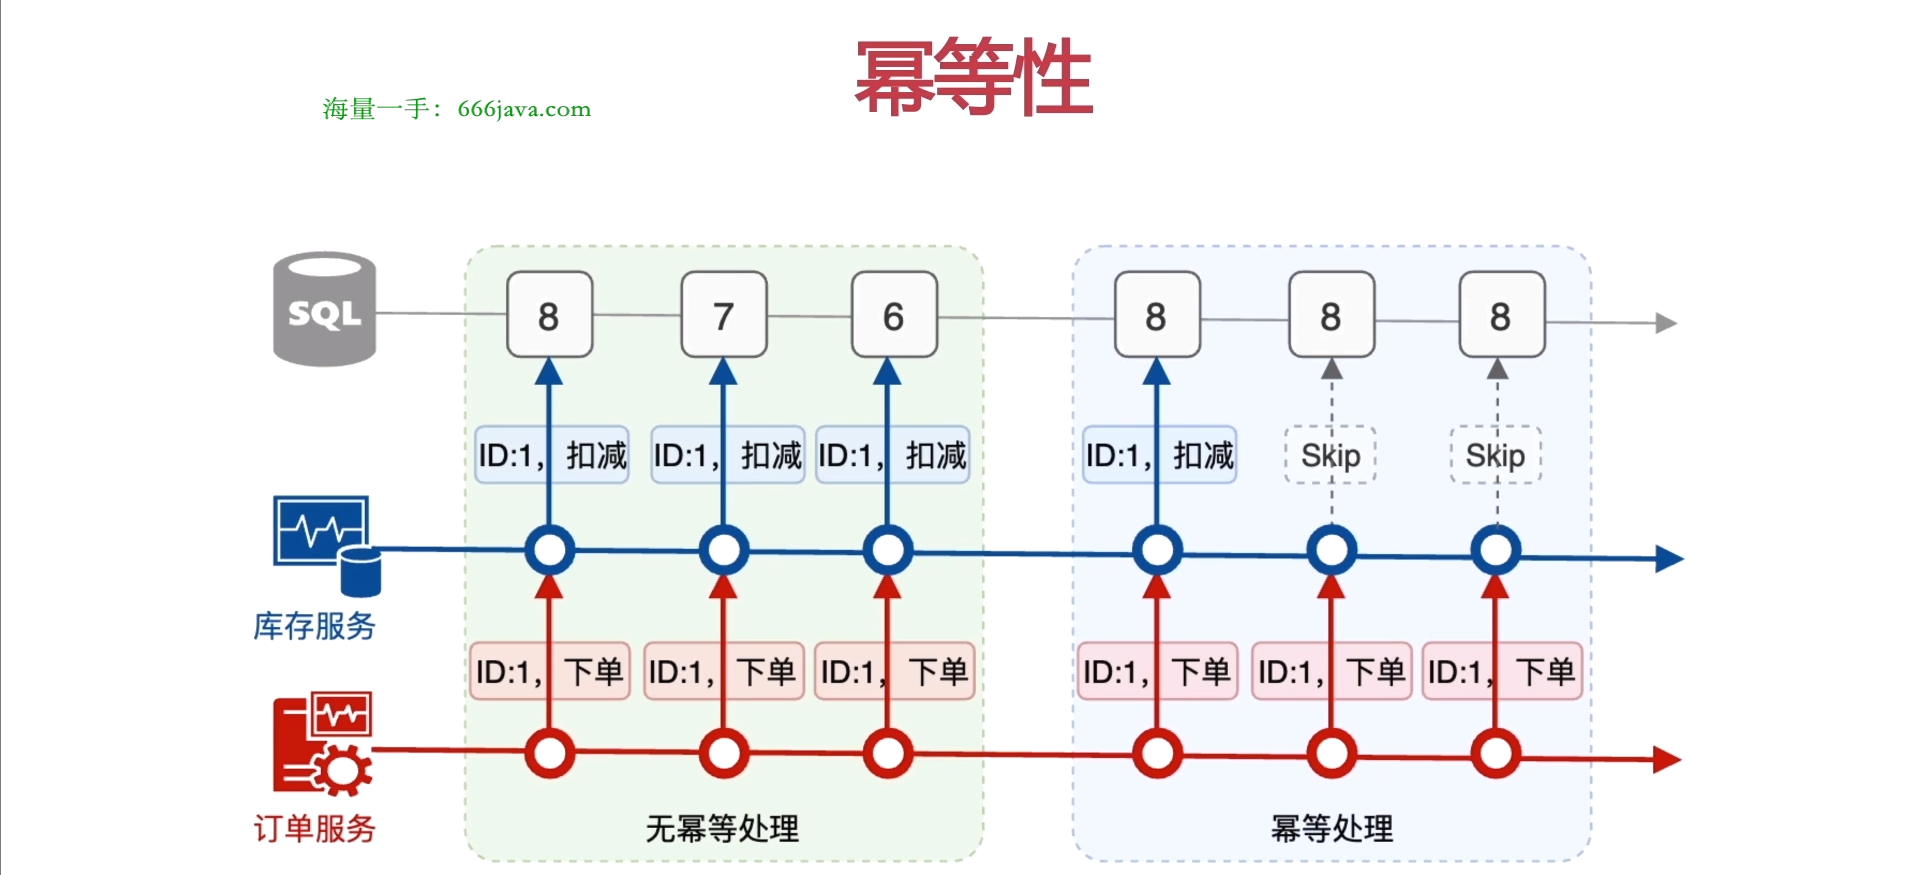 幂等性
海量一手：666java.com
SQL
8
7
6
8
8
8
ID:1，扣减
ID:1，扣减
ID:1，扣减
ID:1，扣减
Skip
Skip
库存服务
ID:1，下单
ID:1，下单
ID:1，下单
ID:1，下单
ID:1，下单
ID:1，下单
订单服务
无幂等处理
幂等处理